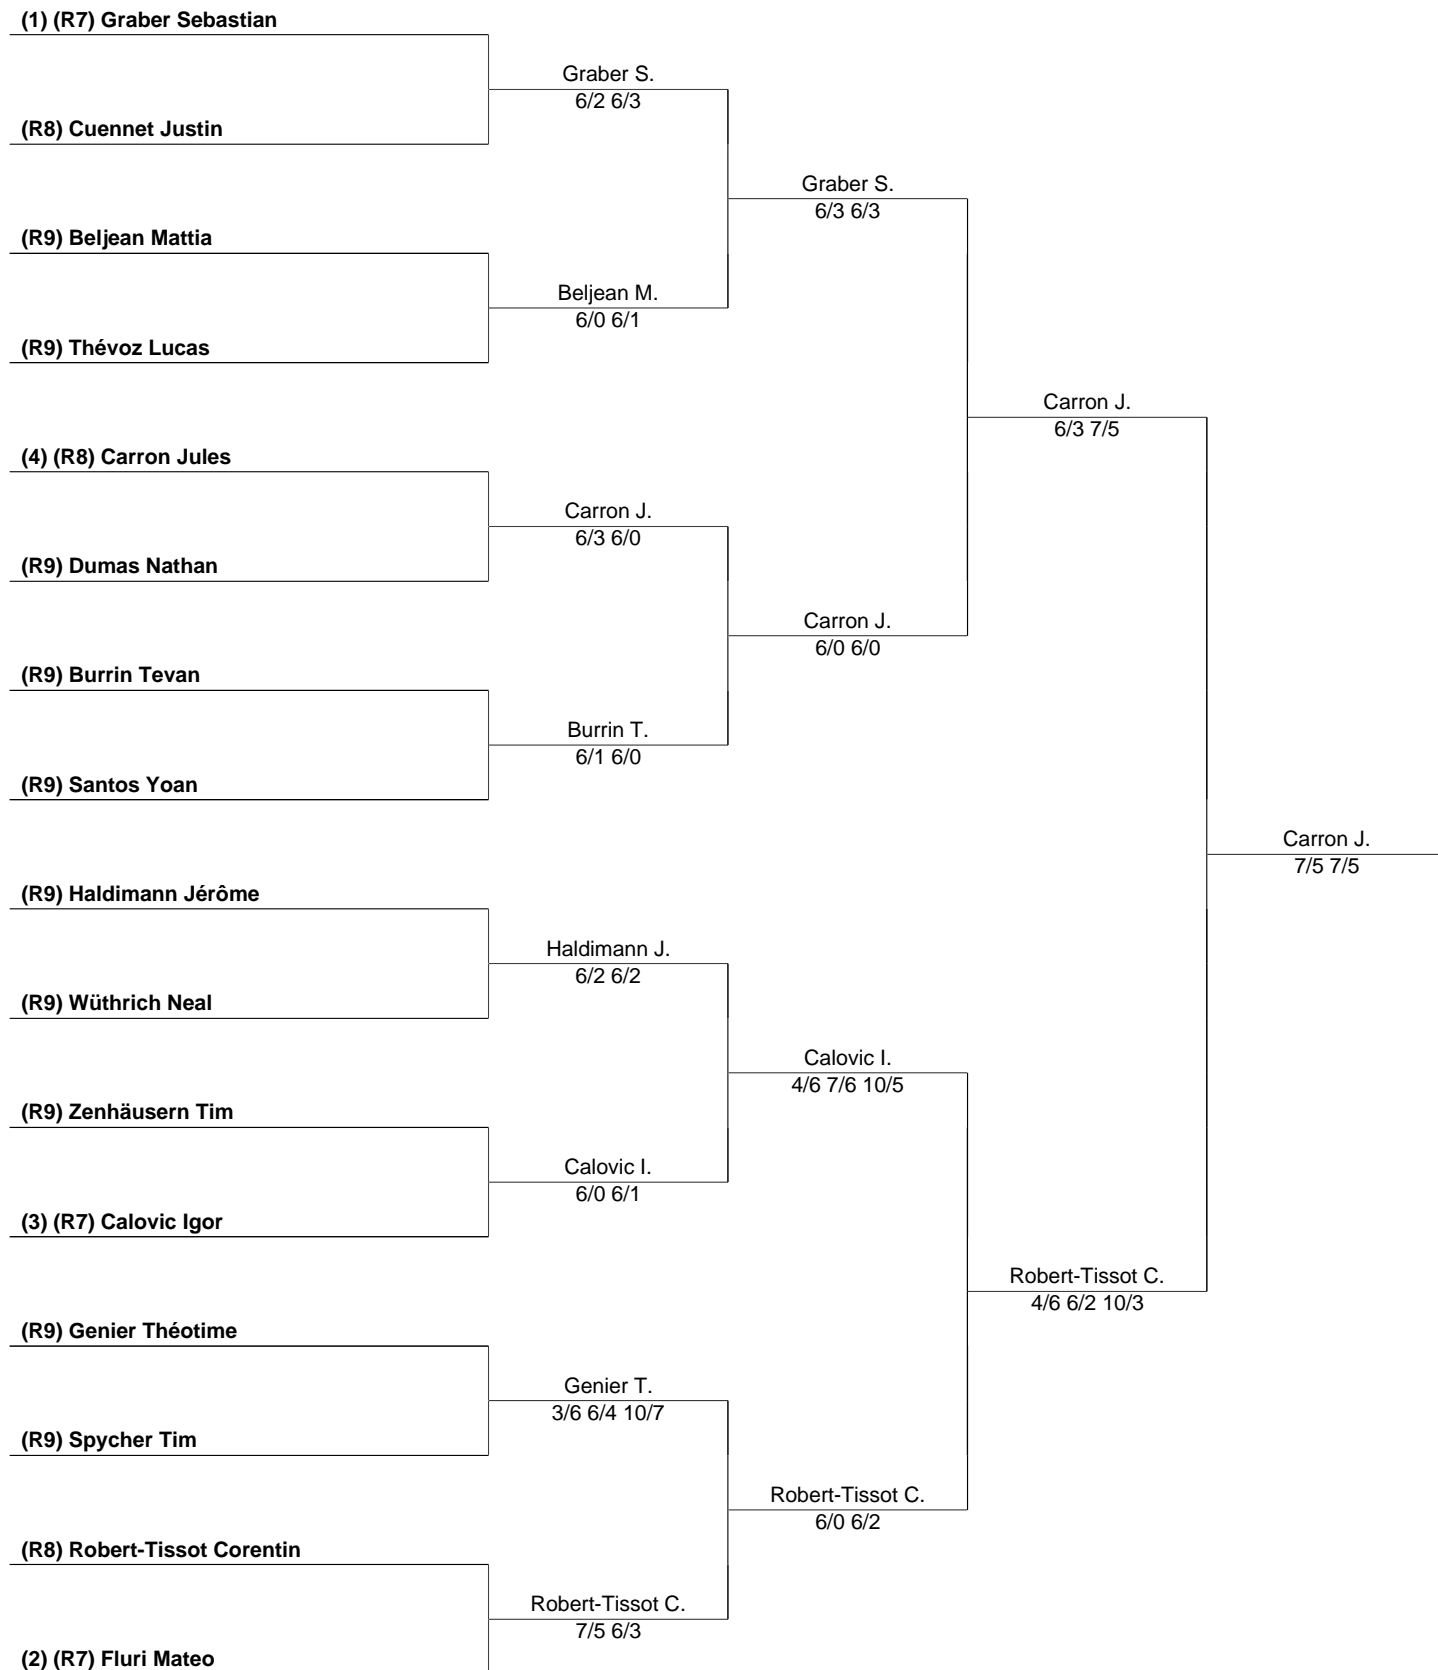 (1) (R7) Graber Sebastian
Graber S.
6/2 6/3
(R8) Cuennet Justin
Graber S.
6/3 6/3
(R9) Beljean Mattia
Beljean M.
6/0 6/1
(R9) Thévoz Lucas
Carron J.
6/3 7/5
(4) (R8) Carron Jules
Carron J.
6/3 6/0
(R9) Dumas Nathan
Carron J.
6/0 6/0
(R9) Burrin Tevan
Burrin T.
6/1 6/0
(R9) Santos Yoan
Carron J.
7/5 7/5
(R9) Haldimann Jérôme
Haldimann J.
6/2 6/2
(R9) Wüthrich Neal
Calovic I.
4/6 7/6 10/5
(R9) Zenhäusern Tim
Calovic I.
6/0 6/1
(3) (R7) Calovic Igor
Robert-Tissot C.
4/6 6/2 10/3
(R9) Genier Théotime
Genier T.
3/6 6/4 10/7
(R9) Spycher Tim
Robert-Tissot C.
6/0 6/2
(R8) Robert-Tissot Corentin
Robert-Tissot C.
7/5 6/3
(2) (R7) Fluri Mateo